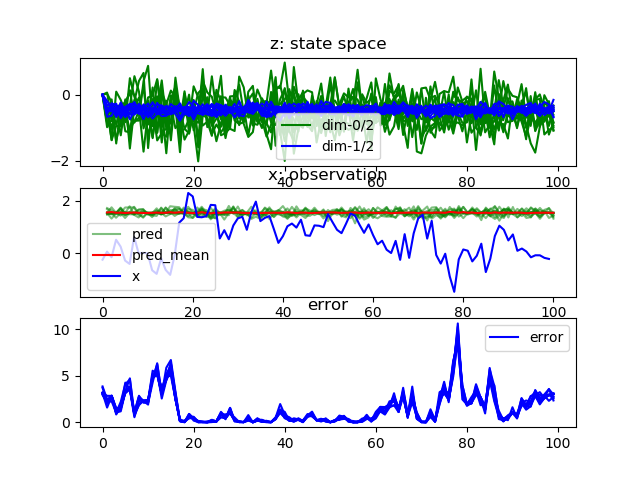 z: state space
0
−2
dim-0/2
dim-1/2
0 20 40 60 80 100
x: observation
2
0
pred
pred_mean
x
0 20 40 60 80 100
error
10
5
0
error
0 20 40 60 80 100